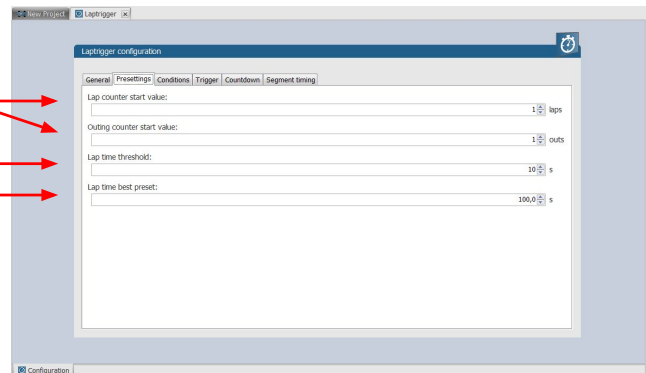 New Project Laptrigger
Laptrigger configuration
General Presettings Conditions Trigger Countdown Segment timing
Lap counter start value:
1 laps
Outing counter start value:
1 outs
Lap time threshold:
10 s
Lap time best preset:
100,0 s
Configuration